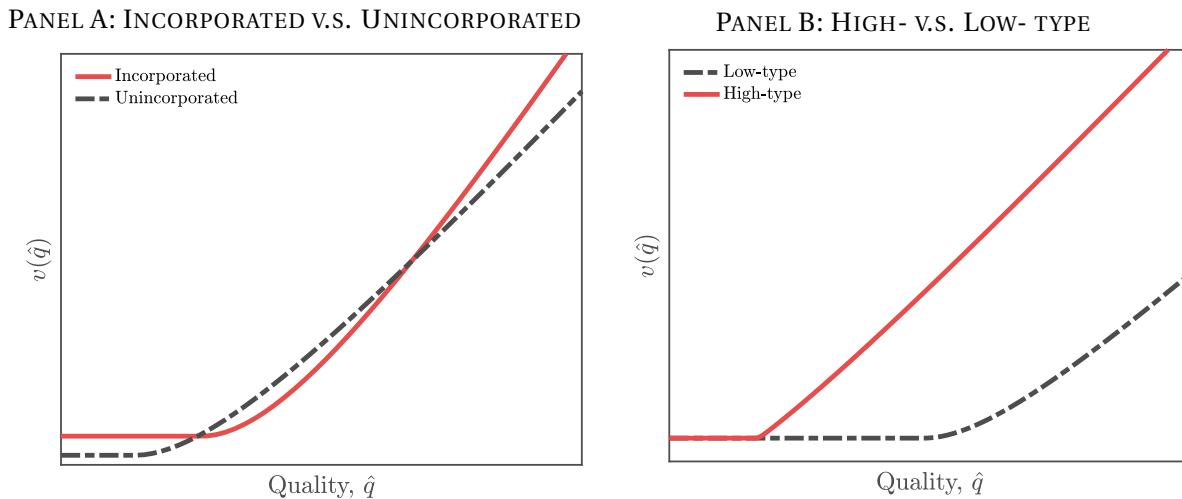 PANEL A: INCORPORATED V.S. UNINCORPORATED
Incorporated
Unincorporated
v(q̂)
Quality, q̂
PANEL B: HIGH- V.S. LOW- TYPE
Low-type
High-type
v(q̂)
Quality, q̂